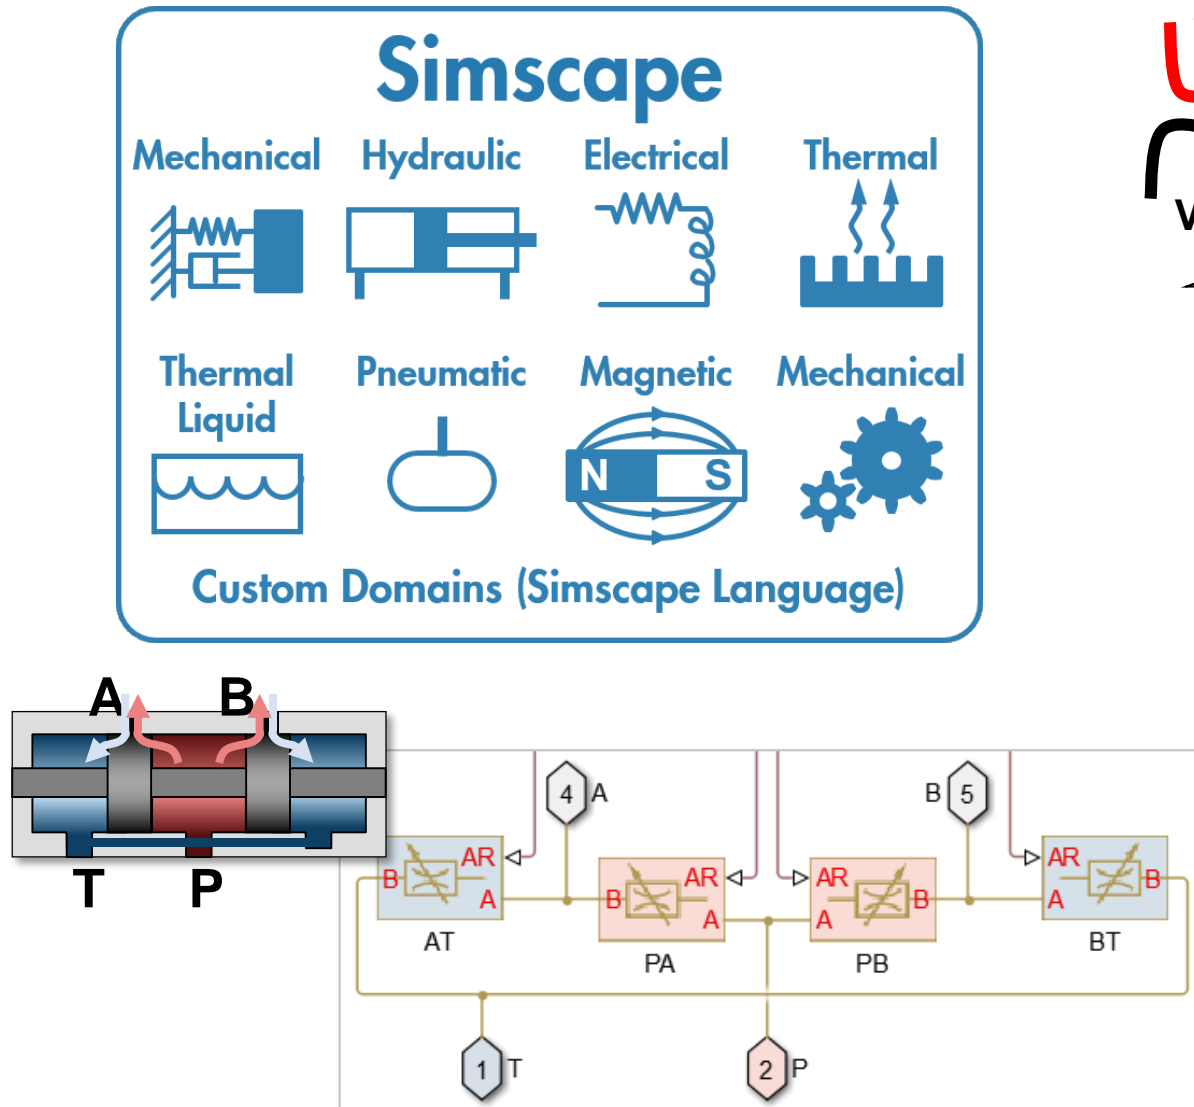 Simscape
Mechanical Hydraulic Electrical Thermal
Thermal Liquid Pneumatic Magnetic Mechanical
N S
Custom Domains (Simscape Language)
A B
T P
4 A B 5
B AR A
AT
B AR A
PA
AR A B
PB
AR A B
BT
1 T 2 P